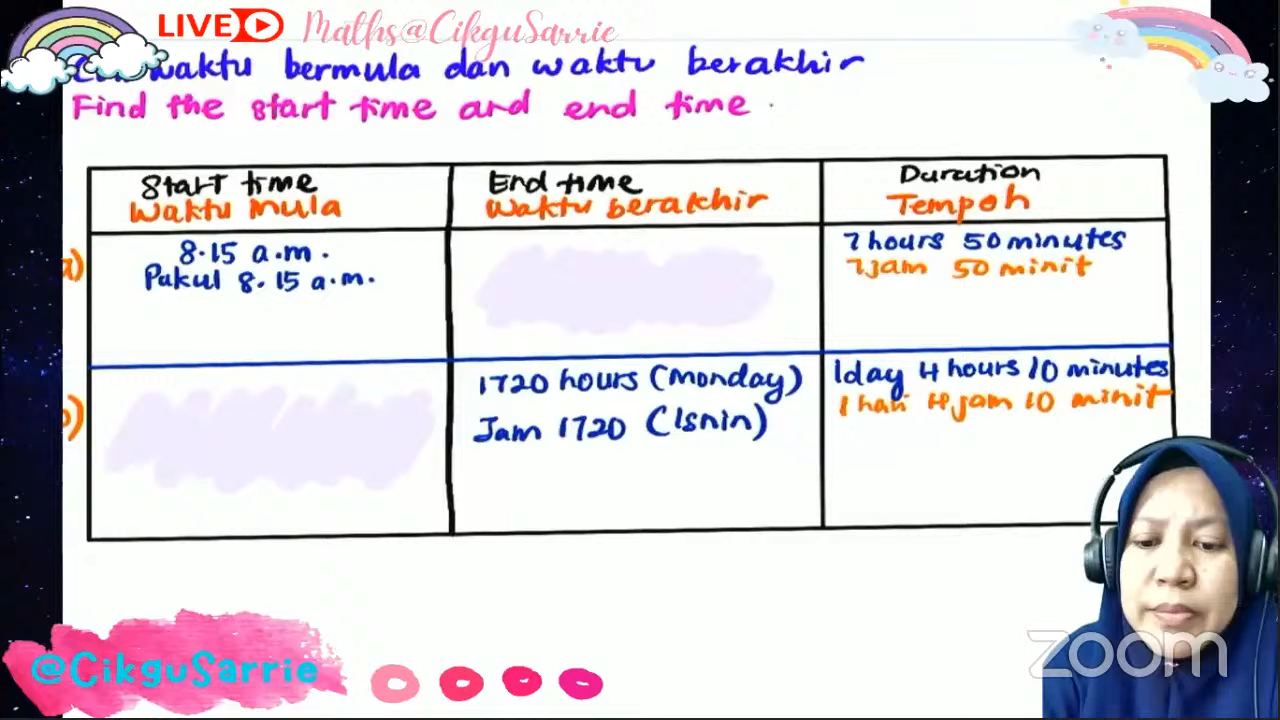 LIVE Maths@CikguSarrie
waktu bermula dan waktu berakhir
Find the start time and end time.
Start time
Waktu mula
End time
Waktu berakhir
Duration
Tempoh
a)
8.15 a.m.
Pukul 8.15 a.m.
7 hours 50 minutes
7 jam 50 minit
b)
1720 hours (Monday)
Jam 1720 (Isnin)
1 day 4 hours 10 minutes
1 hari 4 jam 10 minit
@CikguSarrie
zoom